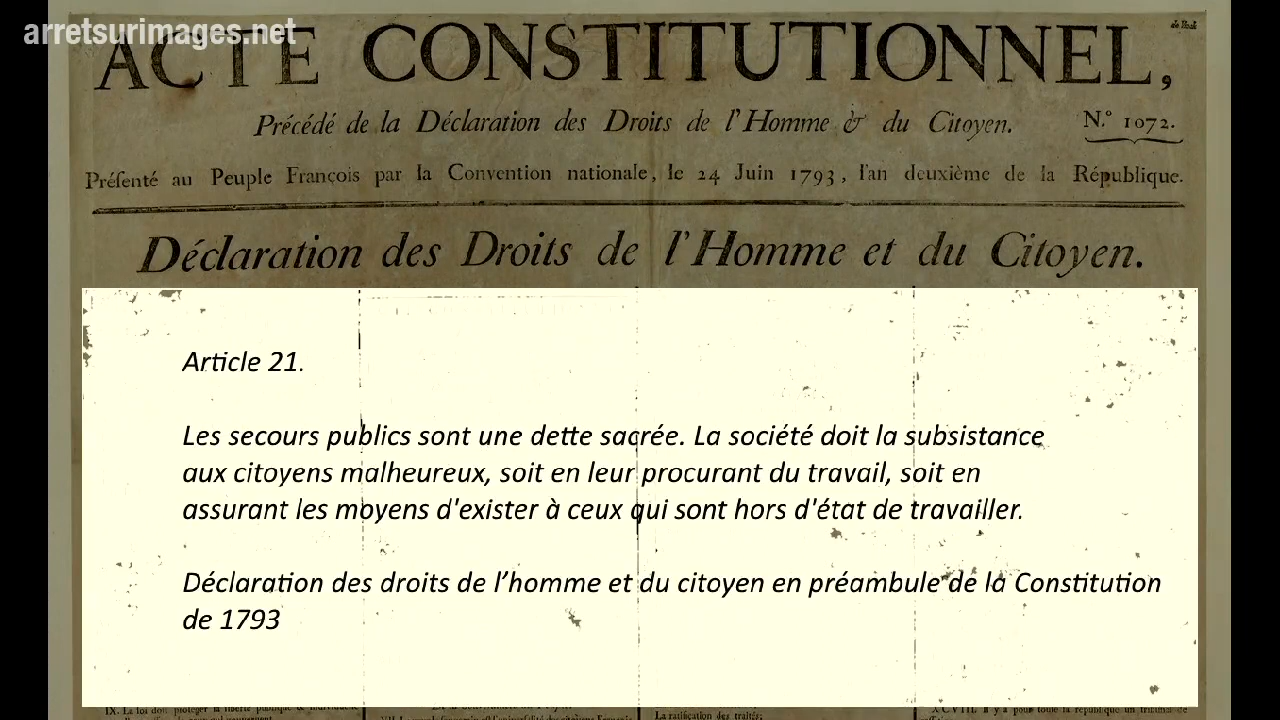 arretsurimages.net
ACTE CONSTITUTIONNEL,
Précédé de la Déclaration des Droits de l'Homme & du Citoyen.
N.º 1072.
Préſenté au Peuple François par la Convention nationale, le 24 Juin 1793, l'an deuxième de la République.
Déclaration des Droits de l'Homme et du Citoyen.
Article 21.
Les secours publics sont une dette sacrée. La société doit la subsistance
aux citoyens malheureux, soit en leur procurant du travail, soit en
assurant les moyens d'exister à ceux qui sont hors d'état de travailler.
Déclaration des droits de l’homme et du citoyen en préambule de la Constitution
de 1793
La ratification des traités;